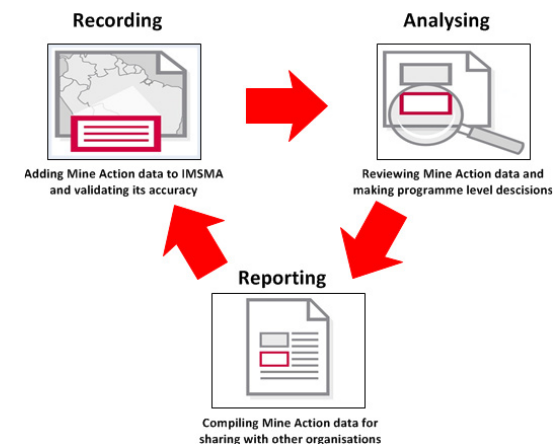 Recording
Analysing
Adding Mine Action data to IMSMA
and validating its accuracy
Reviewing Mine Action data and
making programme level descisions
Reporting
Compiling Mine Action data for
sharing with other organisations